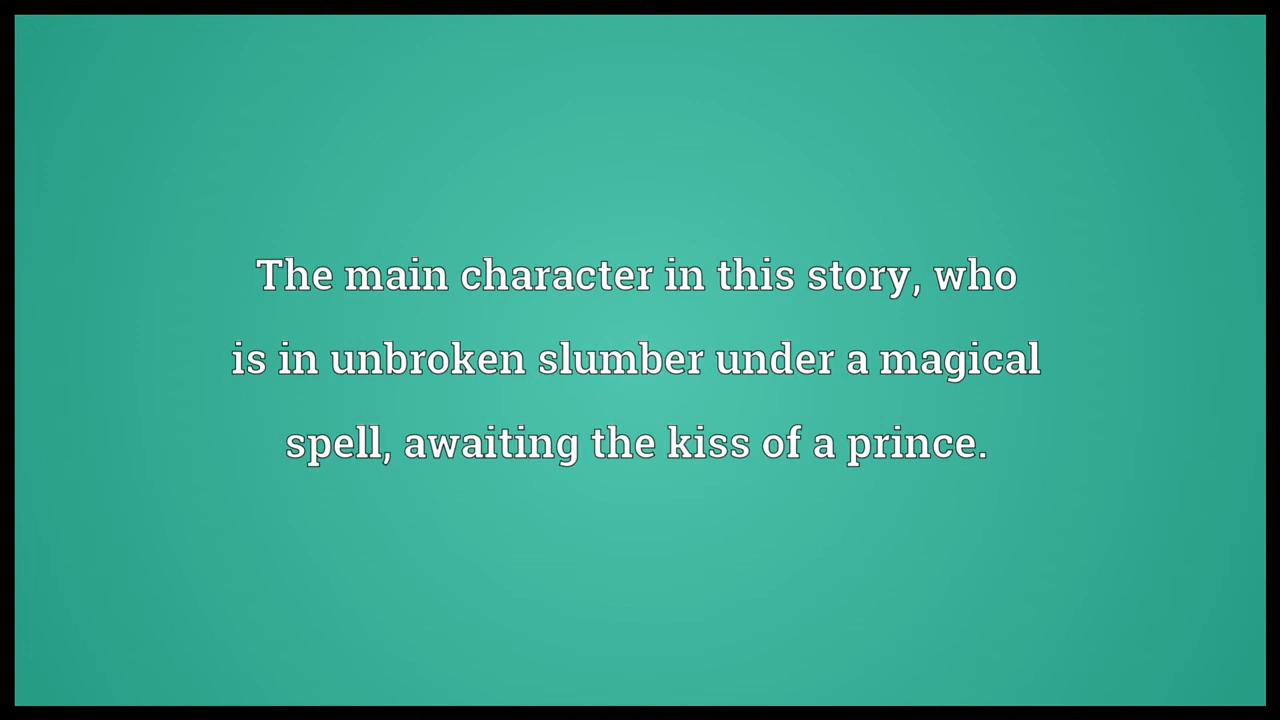 The main character in this story, who
is in unbroken slumber under a magical
spell, awaiting the kiss of a prince.